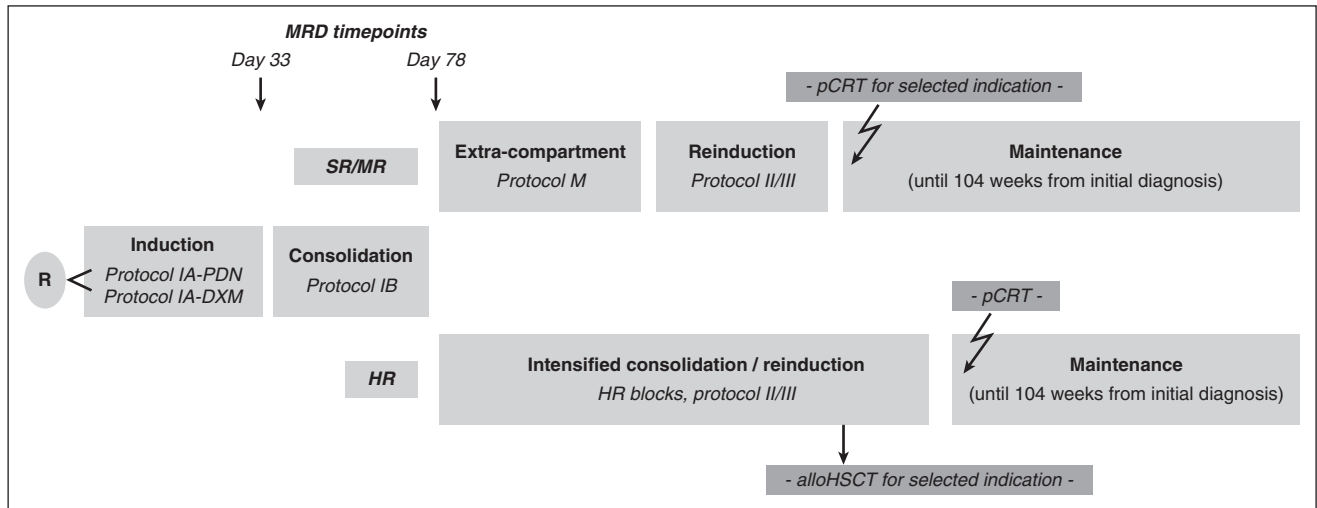 MRD timepoints
Day 33
Day 78
- pCRT for selected indication -
SR/MR
Extra-compartment
Protocol M
Reinduction
Protocol II/III
Maintenance
(until 104 weeks from initial diagnosis)
R
Induction
Protocol IA-PDN
Protocol IA-DXM
Consolidation
Protocol IB
- pCRT -
HR
Intensified consolidation / reinduction
HR blocks, protocol II/III
Maintenance
(until 104 weeks from initial diagnosis)
- alloHSCT for selected indication -